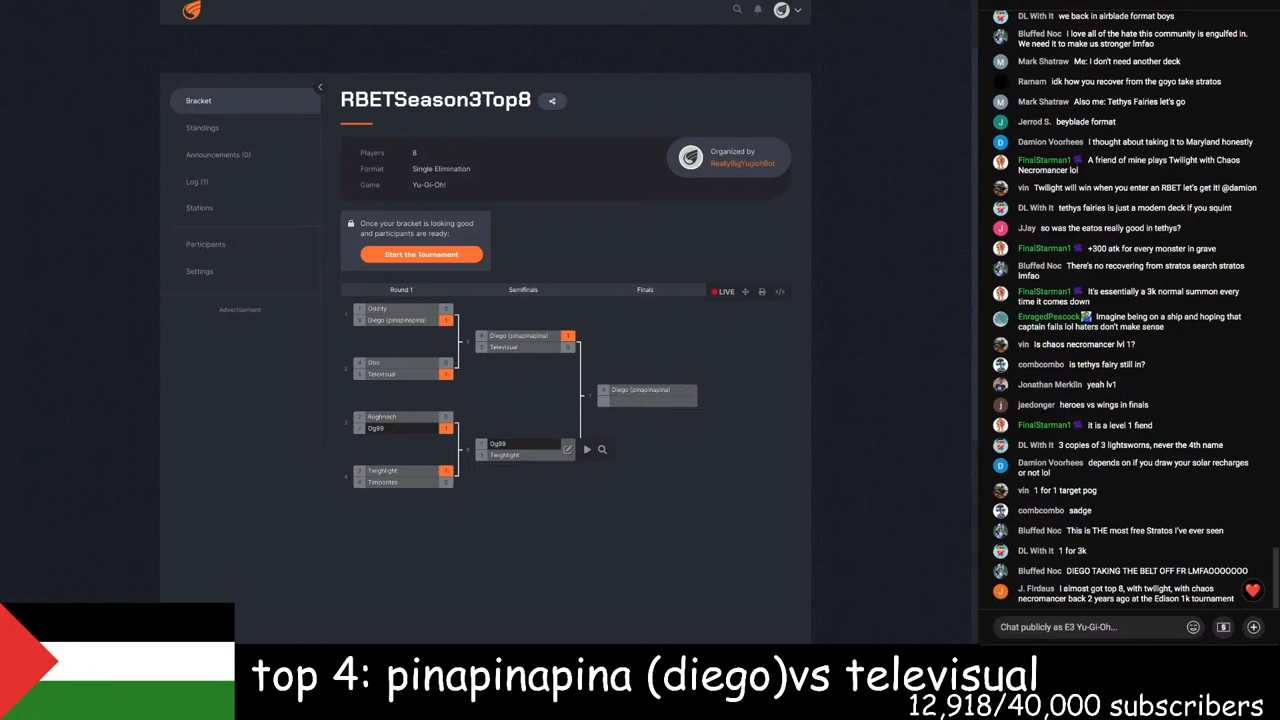 Bracket
Standings
Announcements (0)
Log (1)
Stations
Participants
Settings
Advertisement
RBETSeason3Top8
Players 8
Format Single Elimination
Game Yu-Gi-Oh!
Organized by
ReallyBigYugiohBot
Once your bracket is looking good
and participants are ready:
Start the Tournament
Round 1 Semifinals Finals
LIVE
Oddity 0
Diego (pinapinapina) 1
Gbo 0
Televisual 1
Roghnach 0
Og99 1
Twighlight 1
Timoontes 0
Diego (pinapinapina) 1
Televisual 0
Og99
Twighlight
Diego (pinapinapina)
DL With It we back in airblade format boys
Bluffed Noc I love all of the hate this community is engulfed in.
We need it to make us stronger lmfao
Mark Shatraw Me: I don't need another deck
Ramam idk how you recover from the goyo take stratos
Mark Shatraw Also me: Tethys Fairies let's go
Jerrod S. beyblade format
Damion Voorhees I thought about taking it to Maryland honestly
FinalStarman1 A friend of mine plays Twilight with Chaos
Necromancer lol
vin Twilight will win when you enter an RBET let's get it! @damion
DL With It tethys fairies is just a modern deck if you squint
JJay so was the eatos really good in tethys?
FinalStarman1 +300 atk for every monster in grave
Bluffed Noc There's no recovering from stratos search stratos
lmfao
FinalStarman1 It's essentially a 3k normal summon every
time it comes down
EnragedPeacock Imagine being on a ship and hoping that
captain fails lol haters don't make sense
vin Is chaos necromancer lvl 1?
combcombo is tethys fairy still in?
Jonathan Merklin yeah lv1
jaedonger heroes vs wings in finals
FinalStarman1 it is a level 1 fiend
DL With It 3 copies of 3 lightsworns, never the 4th name
Damion Voorhees depends on if you draw your solar recharges
or not lol
vin 1 for 1 target pog
combcombo sadge
Bluffed Noc This is THE most free Stratos I've ever seen
DL With It 1 for 3k
Bluffed Noc DIEGO TAKING THE BELT OFF FR LMFAOOOOOOO
J. Firdaus I almost got top 8, with twilight, with chaos
necromancer back 2 years ago at the Edison 1k tournament
Chat publicly as E3 Yu-Gi-Oh...
top 4: pinapinapina (diego)vs televisual
12,918/40,000 subscribers